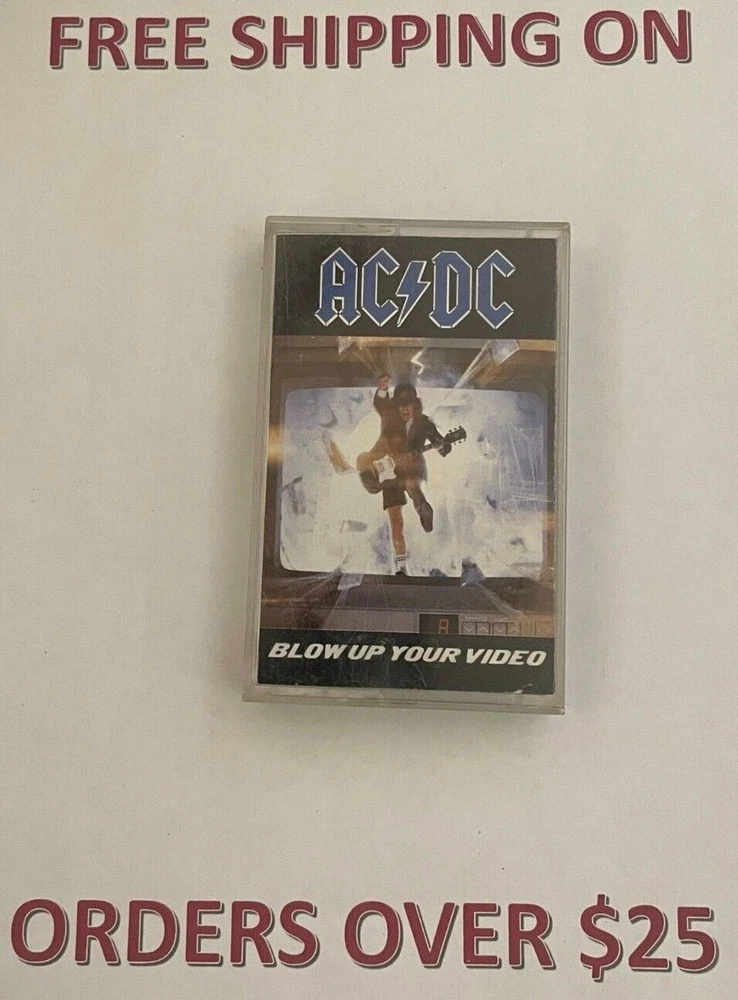 FREE SHIPPING ON
AC⚡DC
BLOW UP YOUR VIDEO
ORDERS OVER $25